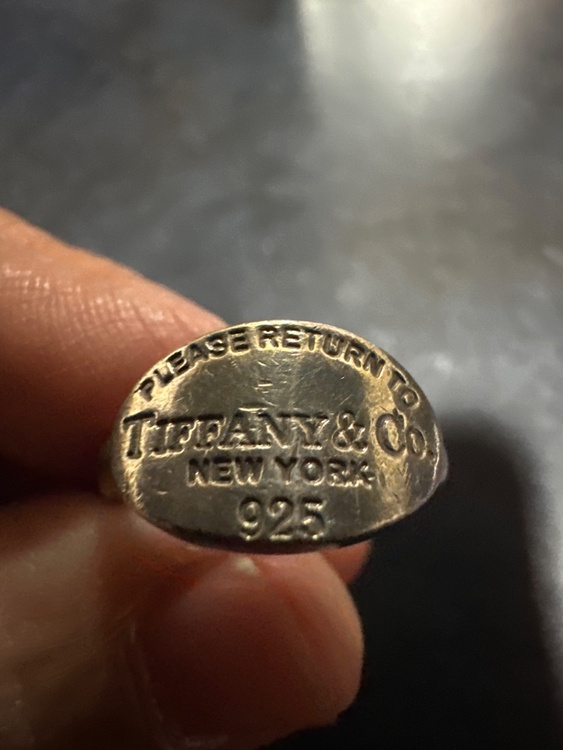 PLEASE RETURN TO
TIFFANY & CO.
NEW YORK
925